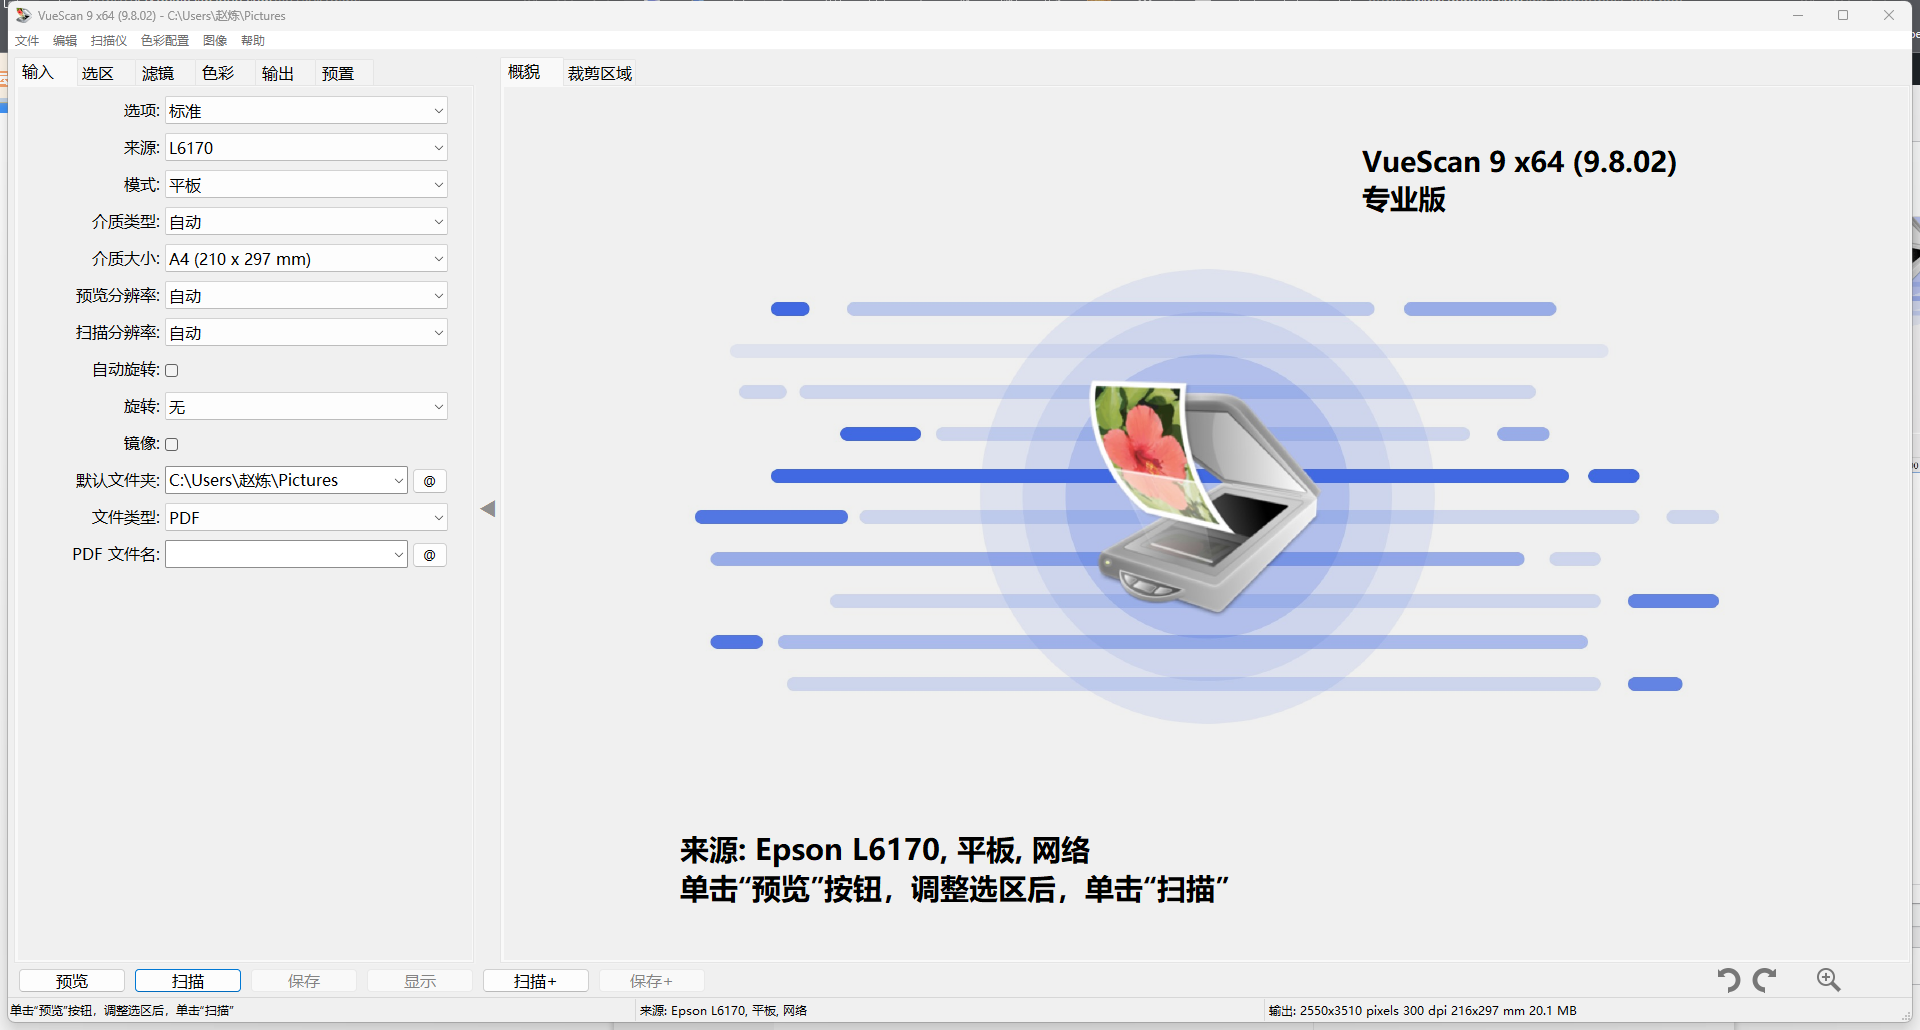 VueScan 9 x64 (9.8.02) - C:\Users\赵炼\Pictures
文件 编辑 扫描仪 色彩配置 图像 帮助
输入 选区 滤镜 色彩 输出 预置
概貌 裁剪区域
选项: 标准
来源: L6170
模式: 平板
介质类型: 自动
介质大小: A4 (210 x 297 mm)
预览分辨率: 自动
扫描分辨率: 自动
自动旋转:
旋转: 无
镜像:
默认文件夹: C:\Users\赵炼\Pictures @
文件类型: PDF
PDF 文件名: @
VueScan 9 x64 (9.8.02)
专业版
来源: Epson L6170, 平板, 网络
单击“预览”按钮，调整选区后，单击“扫描”
预览 扫描 保存 显示 扫描+ 保存+
单击“预览”按钮，调整选区后，单击“扫描” 来源: Epson L6170, 平板, 网络 输出: 2550x3510 pixels 300 dpi 216x297 mm 20.1 MB